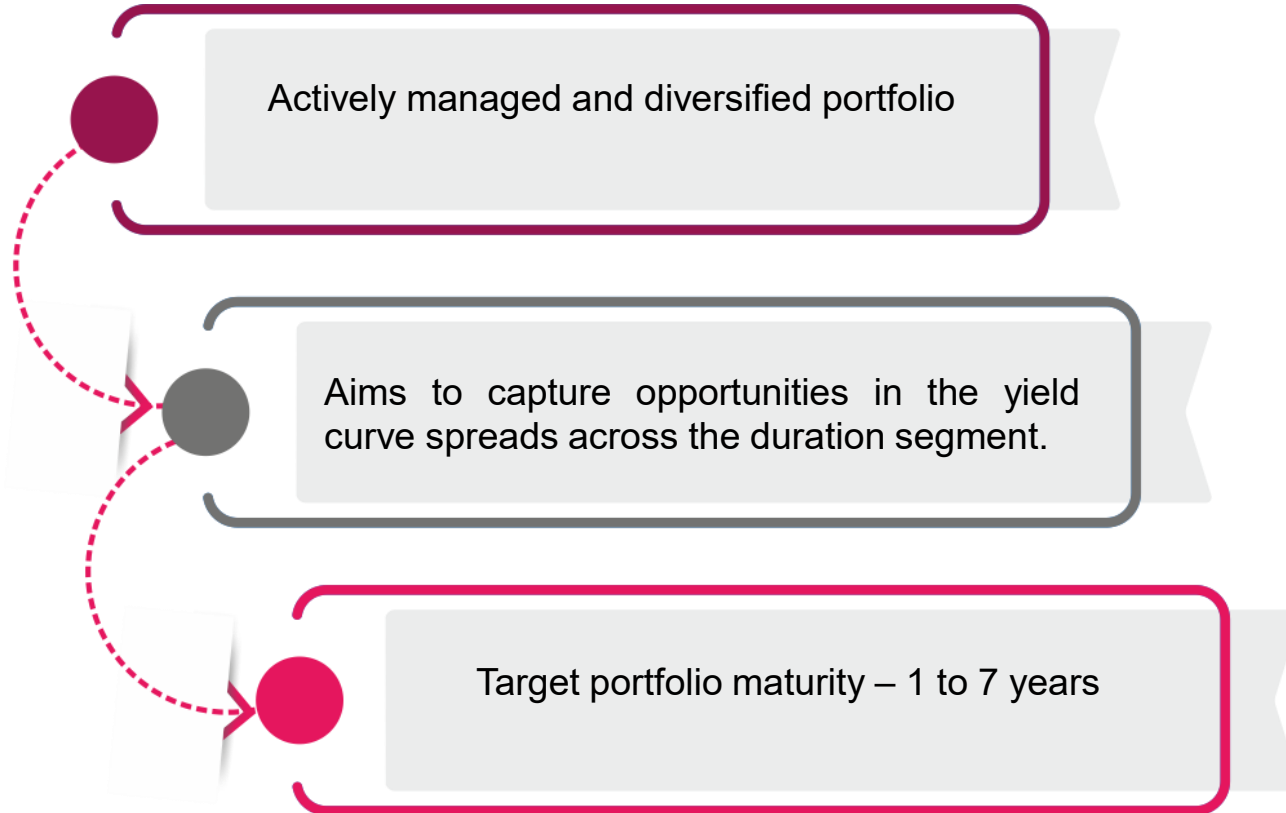 Actively managed and diversified portfolio
Aims to capture opportunities in the yield
curve spreads across the duration segment.
Target portfolio maturity – 1 to 7 years